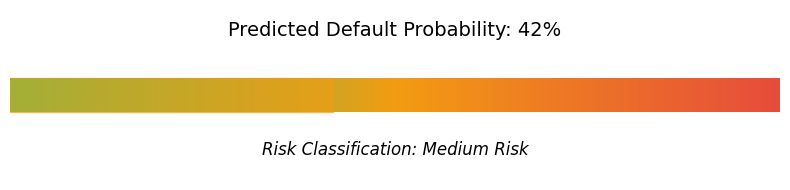 Predicted Default Probability: 42%
Risk Classification: Medium Risk